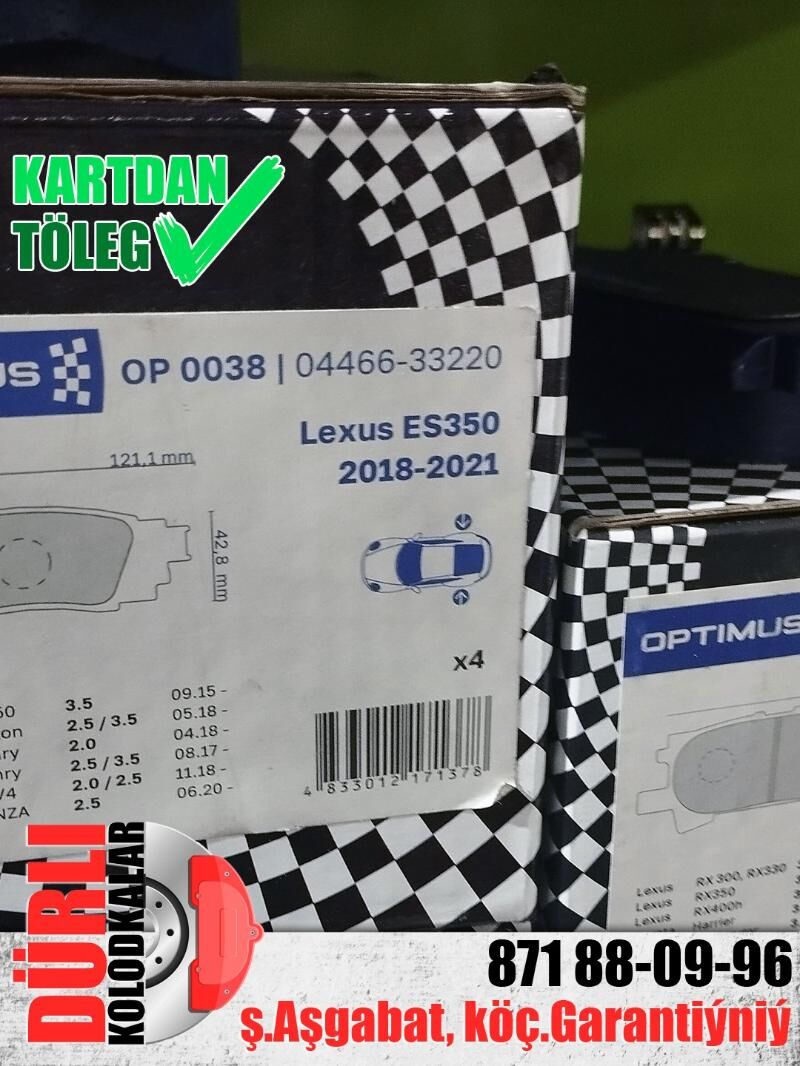 KARTDAN
TÖLEG
US
OP 0038 | 04466-33220
Lexus ES350
2018-2021
121,1 mm
42,8 mm
x4
3.5 09.15 -
2.5 / 3.5 05.18 -
2.0 04.18 -
2.5 / 3.5 08.17 -
2.0 / 2.5 11.18 -
2.5 06.20 -
4 833012 171378
OPTIMUS
Lexus RX 300, RX330
Lexus RX350
Lexus RX400h
Harrier
DÜRLI
KOLODKALAR
871 88-09-96
ş.Aşgabat, köç.Garantiýniý